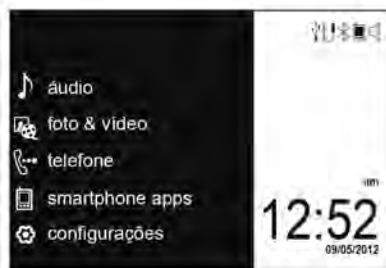 áudio
foto & vídeo
telefone
smartphone apps
configurações
12:52
09/05/2012